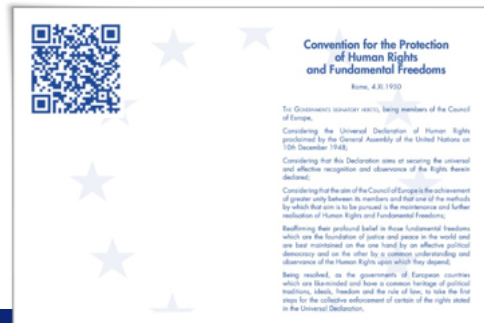 Convention for the Protection
of Human Rights
and Fundamental Freedoms
Rome, 4.XI.1950
THE GOVERNMENTS SIGNATORY HERETO, being members of the Council
of Europe,
Considering the Universal Declaration of Human Rights
proclaimed by the General Assembly of the United Nations on
10th December 1948;
Considering that this Declaration aims at securing the universal
and effective recognition and observance of the Rights therein
declared;
Considering that the aim of the Council of Europe is the achievement
of greater unity between its members and that one of the methods
by which that aim is to be pursued is the maintenance and further
realisation of Human Rights and Fundamental Freedoms;
Reaffirming their profound belief in those fundamental freedoms
which are the foundation of justice and peace in the world and
are best maintained on the one hand by an effective political
democracy and on the other by a common understanding and
observance of the Human Rights upon which they depend;
Being resolved, as the governments of European countries
which are like-minded and have a common heritage of political
traditions, ideals, freedom and the rule of law, to take the first
steps for the collective enforcement of certain of the rights stated
in the Universal Declaration,